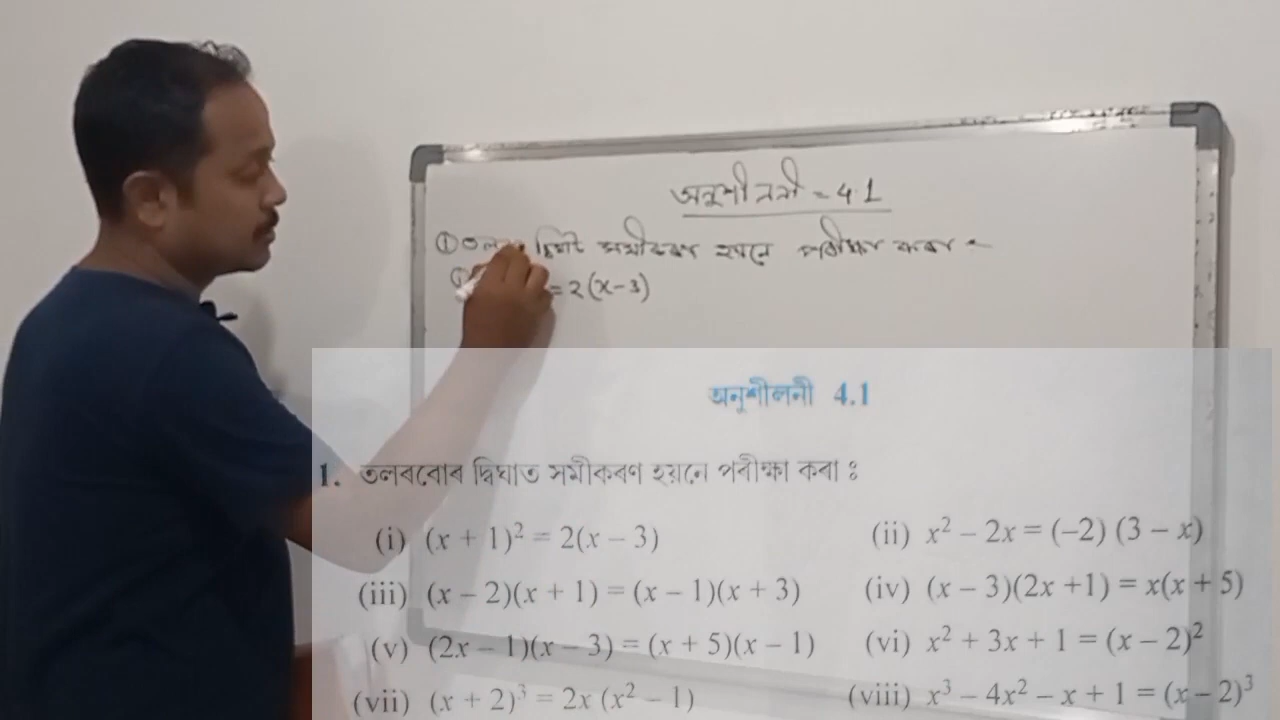 অনুশীলনী = 4.1
① দ্বিঘাত সমীকৰণ হয়নে পৰীক্ষা কৰা :
= 2(x-3)
অনুশীলনী 4.1
1. তলৰবোৰ দ্বিঘাত সমীকৰণ হয়নে পৰীক্ষা কৰা ঃ
(i) (x + 1)² = 2(x – 3) (ii) x² – 2x = (–2) (3 – x)
(iii) (x – 2)(x + 1) = (x – 1)(x + 3) (iv) (x – 3)(2x +1) = x(x + 5)
(v) (2x – 1)(x – 3) = (x + 5)(x – 1) (vi) x² + 3x + 1 = (x – 2)²
(vii) (x + 2)³ = 2x (x² – 1) (viii) x³ – 4x² – x + 1 = (x – 2)³